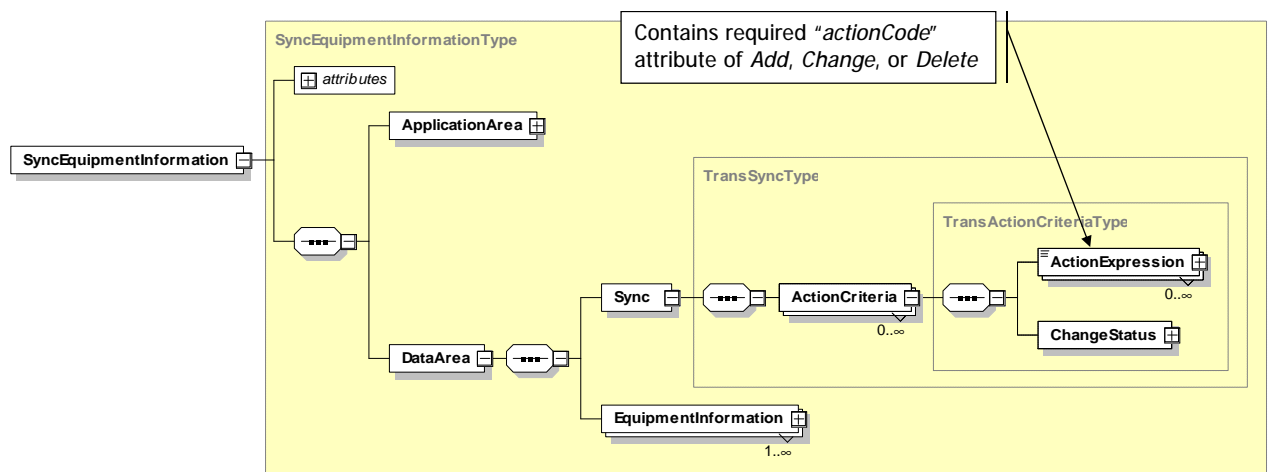 SyncEquipmentInformationType
Contains required “actionCode”
attribute of Add, Change, or Delete
attributes
ApplicationArea
SyncEquipmentInformation
TransSyncType
TransActionCriteriaType
ActionExpression
0..∞
Sync
ActionCriteria
0..∞
ChangeStatus
DataArea
EquipmentInformation
1..∞